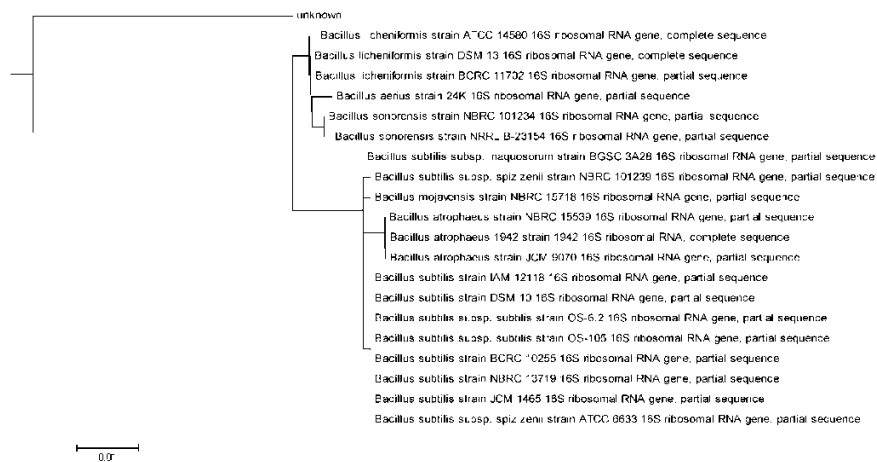 unknown
Bacillus licheniformis strain ATCC 14580 16S ribosomal RNA gene, complete sequence
Bacillus licheniformis strain DSM 13 16S ribosomal RNA gene, complete sequence
Bacillus licheniformis strain BCRC 11702 16S ribosomal RNA gene, partial sequence
Bacillus aerius strain 24K 16S ribosomal RNA gene, partial sequence
Bacillus sonorensis strain NBRC 101234 16S ribosomal RNA gene, partial sequence
Bacillus sonorensis strain NRRL B-23154 16S ribosomal RNA gene, partial sequence
Bacillus subtilis subsp. inaquosorum strain BGSC 3A28 16S ribosomal RNA gene, partial sequence
Bacillus subtilis subsp. spizizenii strain NBRC 101239 16S ribosomal RNA gene, partial sequence
Bacillus mojavensis strain NBRC 15718 16S ribosomal RNA gene, partial sequence
Bacillus atrophaeus strain NBRC 15539 16S ribosomal RNA gene, partial sequence
Bacillus atrophaeus 1942 strain 1942 16S ribosomal RNA, complete sequence
Bacillus atrophaeus strain JCM 9070 16S ribosomal RNA gene, partial sequence
Bacillus subtilis strain IAM 12118 16S ribosomal RNA gene, partial sequence
Bacillus subtilis strain DSM 10 16S ribosomal RNA gene, partial sequence
Bacillus subtilis subsp. subtilis strain OS-6.2 16S ribosomal RNA gene, partial sequence
Bacillus subtilis subsp. subtilis strain OS-105 16S ribosomal RNA gene, partial sequence
Bacillus subtilis strain BCRC 10255 16S ribosomal RNA gene, partial sequence
Bacillus subtilis strain NBRC 13719 16S ribosomal RNA gene, partial sequence
Bacillus subtilis strain JCM 1465 16S ribosomal RNA gene, partial sequence
Bacillus subtilis subsp. spizizenii strain ATCC 6633 16S ribosomal RNA gene, partial sequence